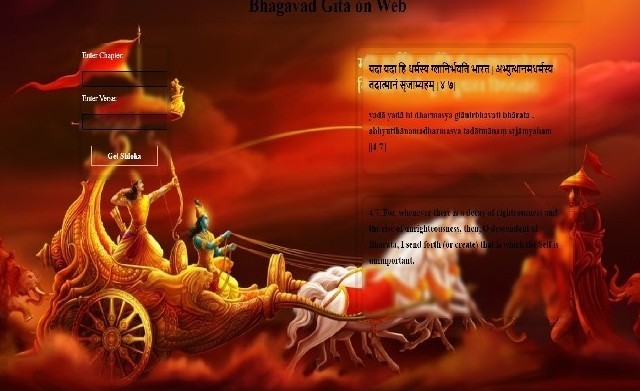 Bhagavad Gita on Web
Enter Chapter:
Enter Verse:
Get Shloka
यदा यदा हि धर्मस्य ग्लानिर्भवति भारत | अभ्युत्थानमधर्मस्य
तदात्मानं सृजाम्यहम् | ४ ७|
yadā yadā hi dharmasya glānirbhavati bhārata .
abhyutthānamadharmasya tadātmānaṃ sṛjāmyaham
||4 7|
4.7. For, whenever there is a decay of righteousness and
the rise of unrighteousness, then, O descendent of
Bharata, I send forth (or create) that is which the Self is
unimportant.